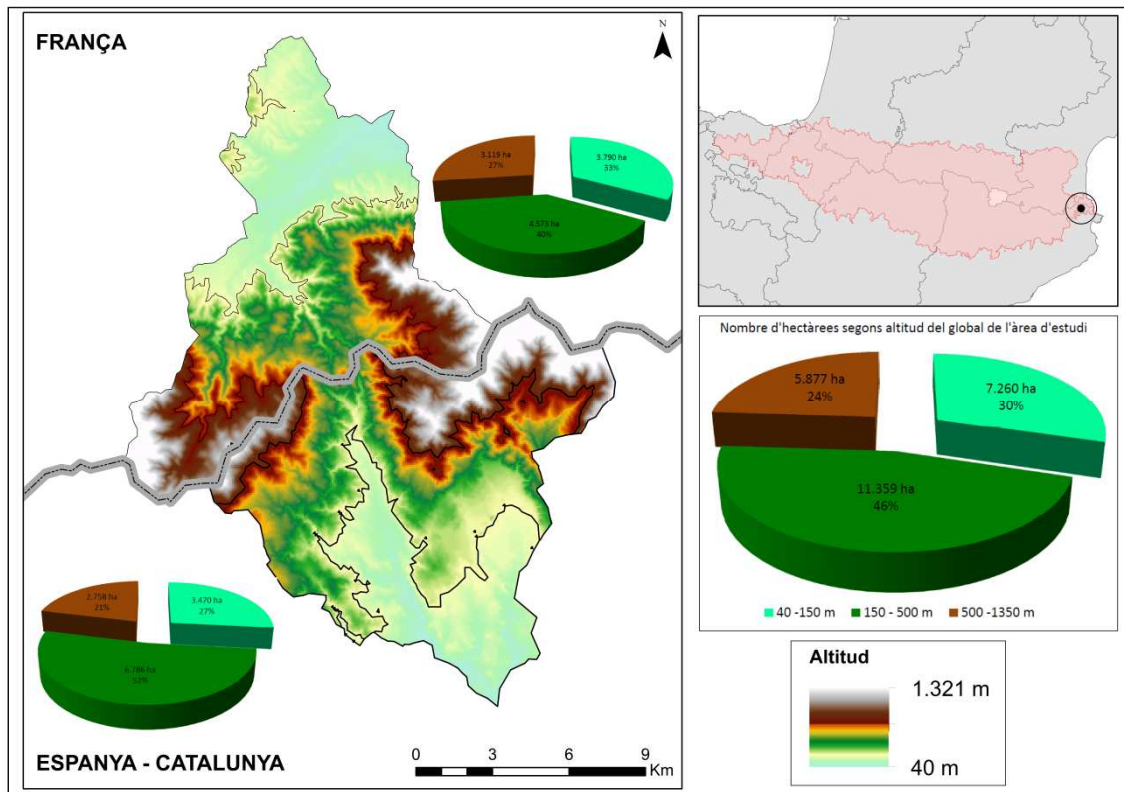 FRANÇA
N
3.119 ha
27%
3.790 ha
33%
4.573 ha
40%
2.758 ha
21%
3.470 ha
27%
6.786 ha
52%
ESPANYA - CATALUNYA
0 3 6 9
Km
Nombre d'hectàrees segons altitud del global de l'àrea d'estudi
5.877 ha
24%
7.260 ha
30%
11.359 ha
46%
40 -150 m 150 - 500 m 500 -1350 m
Altitud
1.321 m
40 m